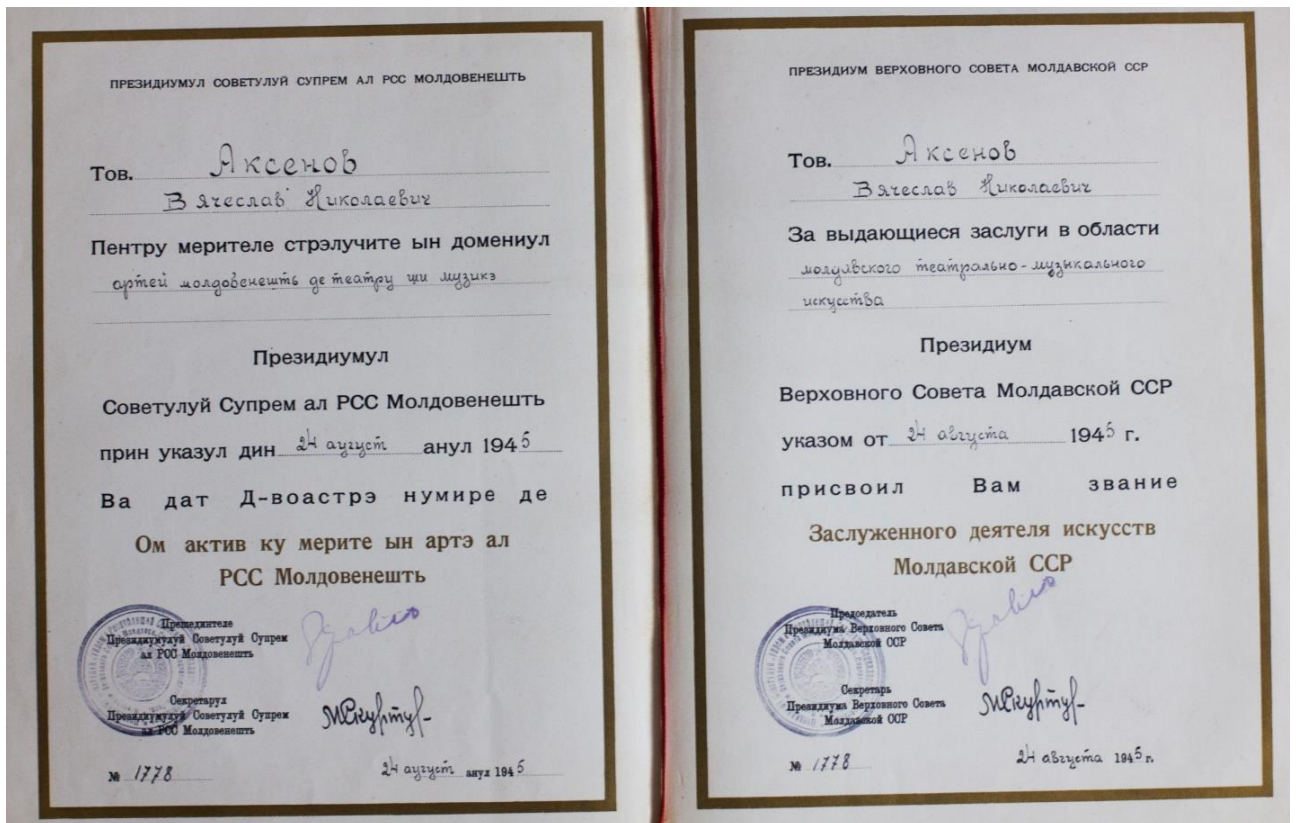 ПРЕЗИДИУМУЛ СОВЕТУЛУЙ СУПРЕМ АЛ РСС МОЛДОВЕНЕШТЬ
Тов. Аксенов
Вячеслав Николаевич
Пентру мерителе стрэлучите ын домениул
артей молдовенешть де театру ши музикэ
Президиумул
Советулуй Супрем ал РСС Молдовенешть
прин указул дин 24 аугуст анул 1945
Ва дат Д-воастрэ нумире де
Ом актив ку мерите ын артэ ал
РСС Молдовенешть
Прешединтеле
Президиумулуй Советулуй Супрем
ал РСС Молдовенешть
Секретарул
Президиумулуй Советулуй Супрем
ал РСС Молдовенешть
МСкуртул
№ 1778
24 аугуст анул 1945
ПРЕЗИДИУМ ВЕРХОВНОГО СОВЕТА МОЛДАВСКОЙ ССР
Тов. Аксенов
Вячеслав Николаевич
За выдающиеся заслуги в области
молдавского театрально-музыкального
искусства
Президиум
Верховного Совета Молдавской ССР
указом от 24 августа 1945 г.
присвоил Вам звание
Заслуженного деятеля искусств
Молдавской ССР
Председатель
Президиума Верховного Совета
Молдавской ССР
Секретарь
Президиума Верховного Совета
Молдавской ССР
МСкуртул
№ 1778
24 августа 1945 г.